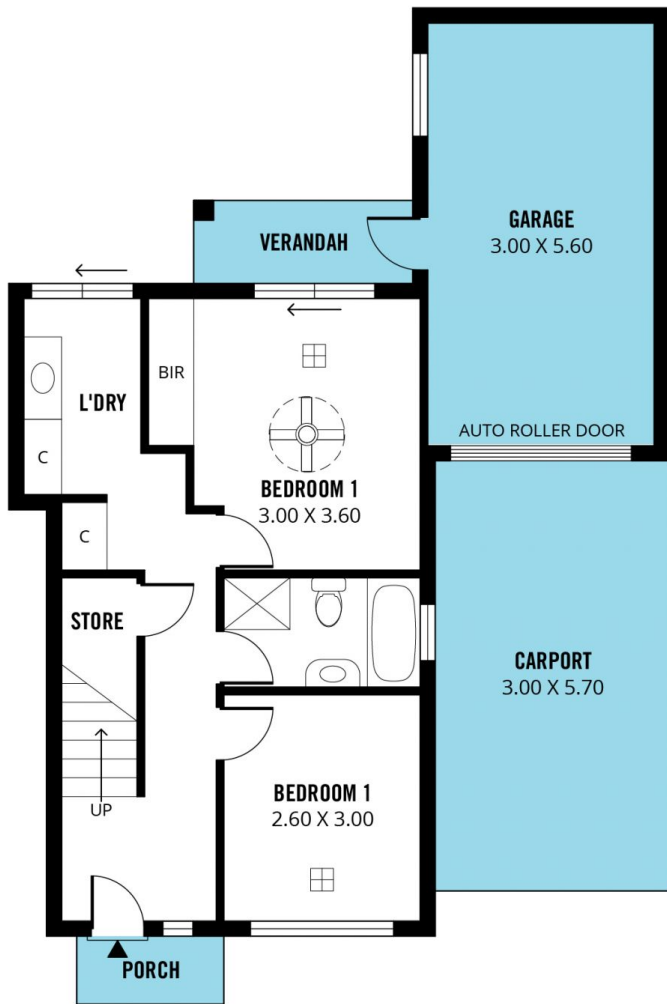 GARAGE
3.00 X 5.60
VERANDAH
BIR
L'DRY
AUTO ROLLER DOOR
C
BEDROOM 1
3.00 X 3.60
C
STORE
CARPORT
3.00 X 5.70
UP
BEDROOM 1
2.60 X 3.00
PORCH